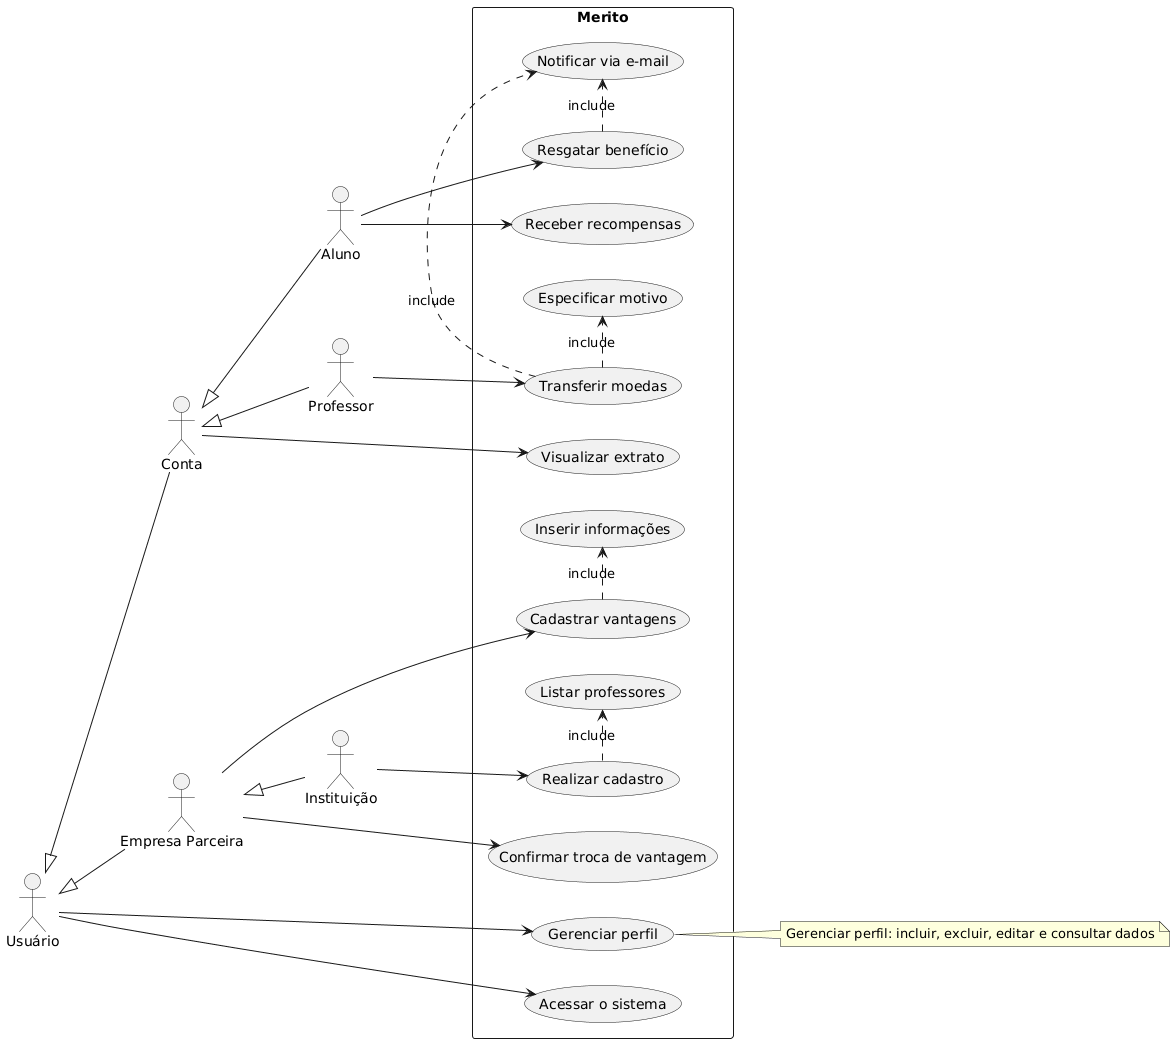 Merito
Notificar via e-mail
include
Resgatar benefício
Receber recompensas
Aluno
Especificar motivo
include
include
Professor
Transferir moedas
Conta
Visualizar extrato
Inserir informações
include
Cadastrar vantagens
Listar professores
include
Instituição
Realizar cadastro
Empresa Parceira
Confirmar troca de vantagem
Usuário
Gerenciar perfil
Gerenciar perfil: incluir, excluir, editar e consultar dados
Acessar o sistema